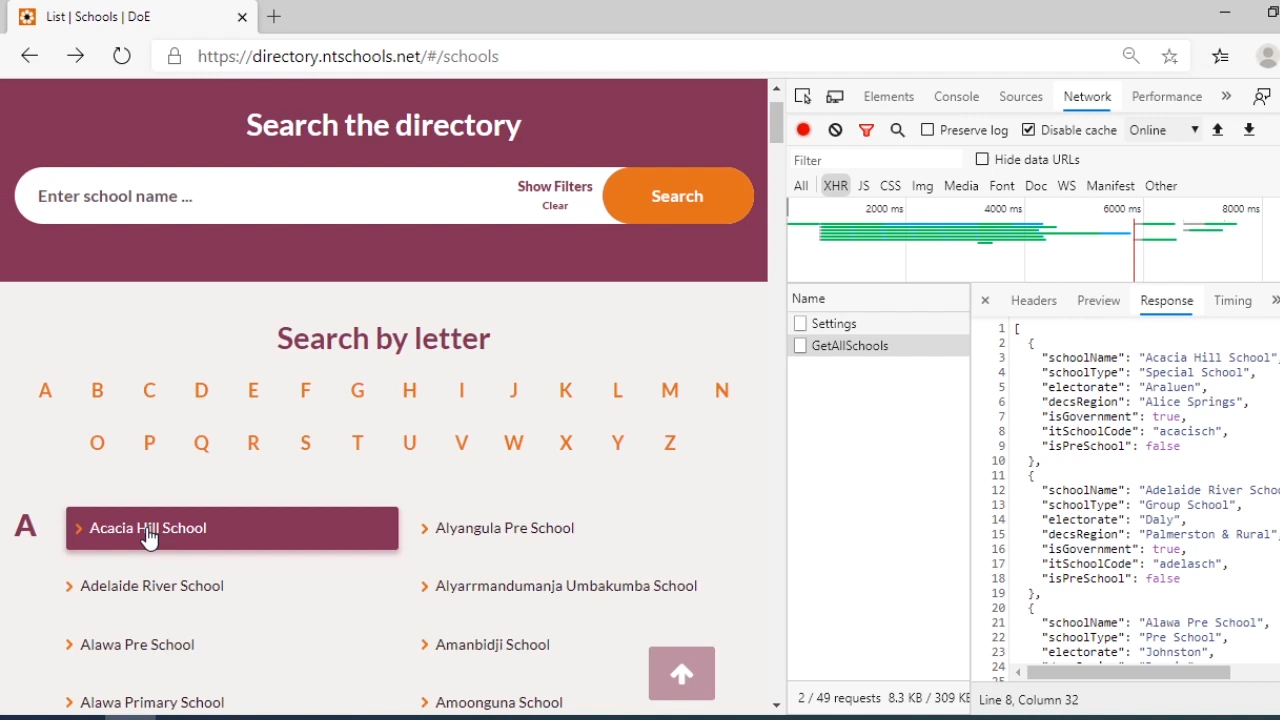 List | Schools | DoE
https://directory.ntschools.net/#/schools
Search the directory
Enter school name ...
Show Filters
Clear
Search
Search by letter
A B C D E F G H I J K L M N
O P Q R S T U V W X Y Z
A
Acacia Hill School
Alyangula Pre School
Adelaide River School
Alyarrmandumanja Umbakumba School
Alawa Pre School
Amanbidji School
Alawa Primary School
Amoonguna School
Elements Console Sources Network Performance
Preserve log Disable cache Online
Filter
Hide data URLs
All XHR JS CSS Img Media Font Doc WS Manifest Other
2000 ms 4000 ms 6000 ms 8000 ms
Name
Settings
GetAllSchools
2 / 49 requests 8.3 KB / 309 KB
Headers Preview Response Timing
1 [
2 {
3 "schoolName": "Acacia Hill School",
4 "schoolType": "Special School",
5 "electorate": "Araluen",
6 "decsRegion": "Alice Springs",
7 "isGovernment": true,
8 "itSchoolCode": "acacisch",
9 "isPreSchool": false
10 },
11 {
12 "schoolName": "Adelaide River Schoo
13 "schoolType": "Group School",
14 "electorate": "Daly",
15 "decsRegion": "Palmerston & Rural",
16 "isGovernment": true,
17 "itSchoolCode": "adelasch",
18 "isPreSchool": false
19 },
20 {
21 "schoolName": "Alawa Pre School",
22 "schoolType": "Pre School",
23 "electorate": "Johnston",
24
Line 8, Column 32